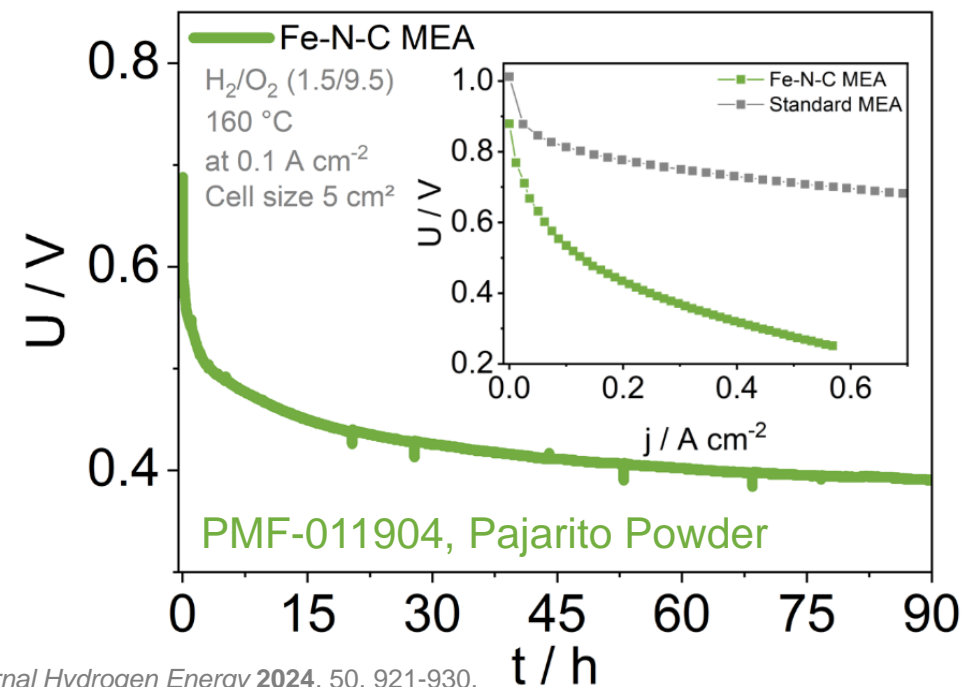 Fe-N-C MEA
H₂/O₂ (1.5/9.5)
160 °C
at 0.1 A cm⁻²
Cell size 5 cm²
Fe-N-C MEA
Standard MEA
1.0
0.8
0.6
0.4
0.2
U / V
0.0 0.2 0.4 0.6
j / A cm⁻²
0.8
0.6
0.4
U / V
PMF-011904, Pajarito Powder
0 15 30 45 60 75 90
t / h
Hydrogen Energy 2024, 50, 921-930.